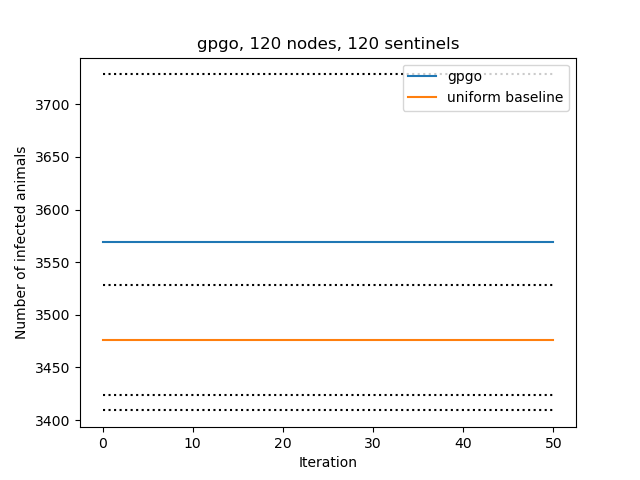 gpgo, 120 nodes, 120 sentinels
gpgo
uniform baseline
Number of infected animals
3700
3650
3600
3550
3500
3450
3400
0 10 20 30 40 50
Iteration